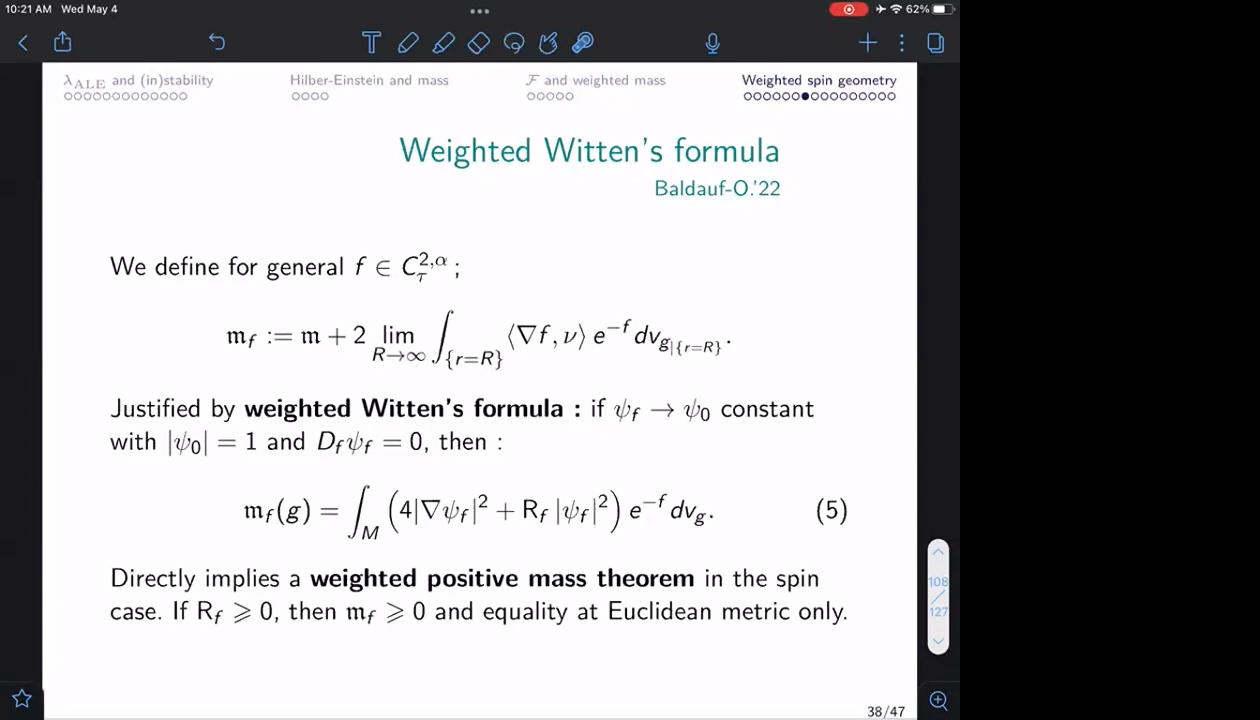 10:21 AM Wed May 4
62%
λ_ALE and (in)stability
Hilber-Einstein and mass
ℱ and weighted mass
Weighted spin geometry
Weighted Witten's formula
Baldauf-O.'22
We define for general f ∈ C^{2,α}_τ ;
𝔪_f := 𝔪 + 2 lim_{R→∞} ∫_{{r=R}} ⟨∇f, ν⟩ e^{−f} dv_{g|{r=R}}.
Justified by weighted Witten's formula : if ψ_f → ψ_0 constant
with |ψ_0| = 1 and D_fψ_f = 0, then :
𝔪_f(g) = ∫_M (4|∇ψ_f|² + R_f |ψ_f|²) e^{−f} dv_g. (5)
Directly implies a weighted positive mass theorem in the spin
case. If R_f ⩾ 0, then 𝔪_f ⩾ 0 and equality at Euclidean metric only.
108
/
127
38/47